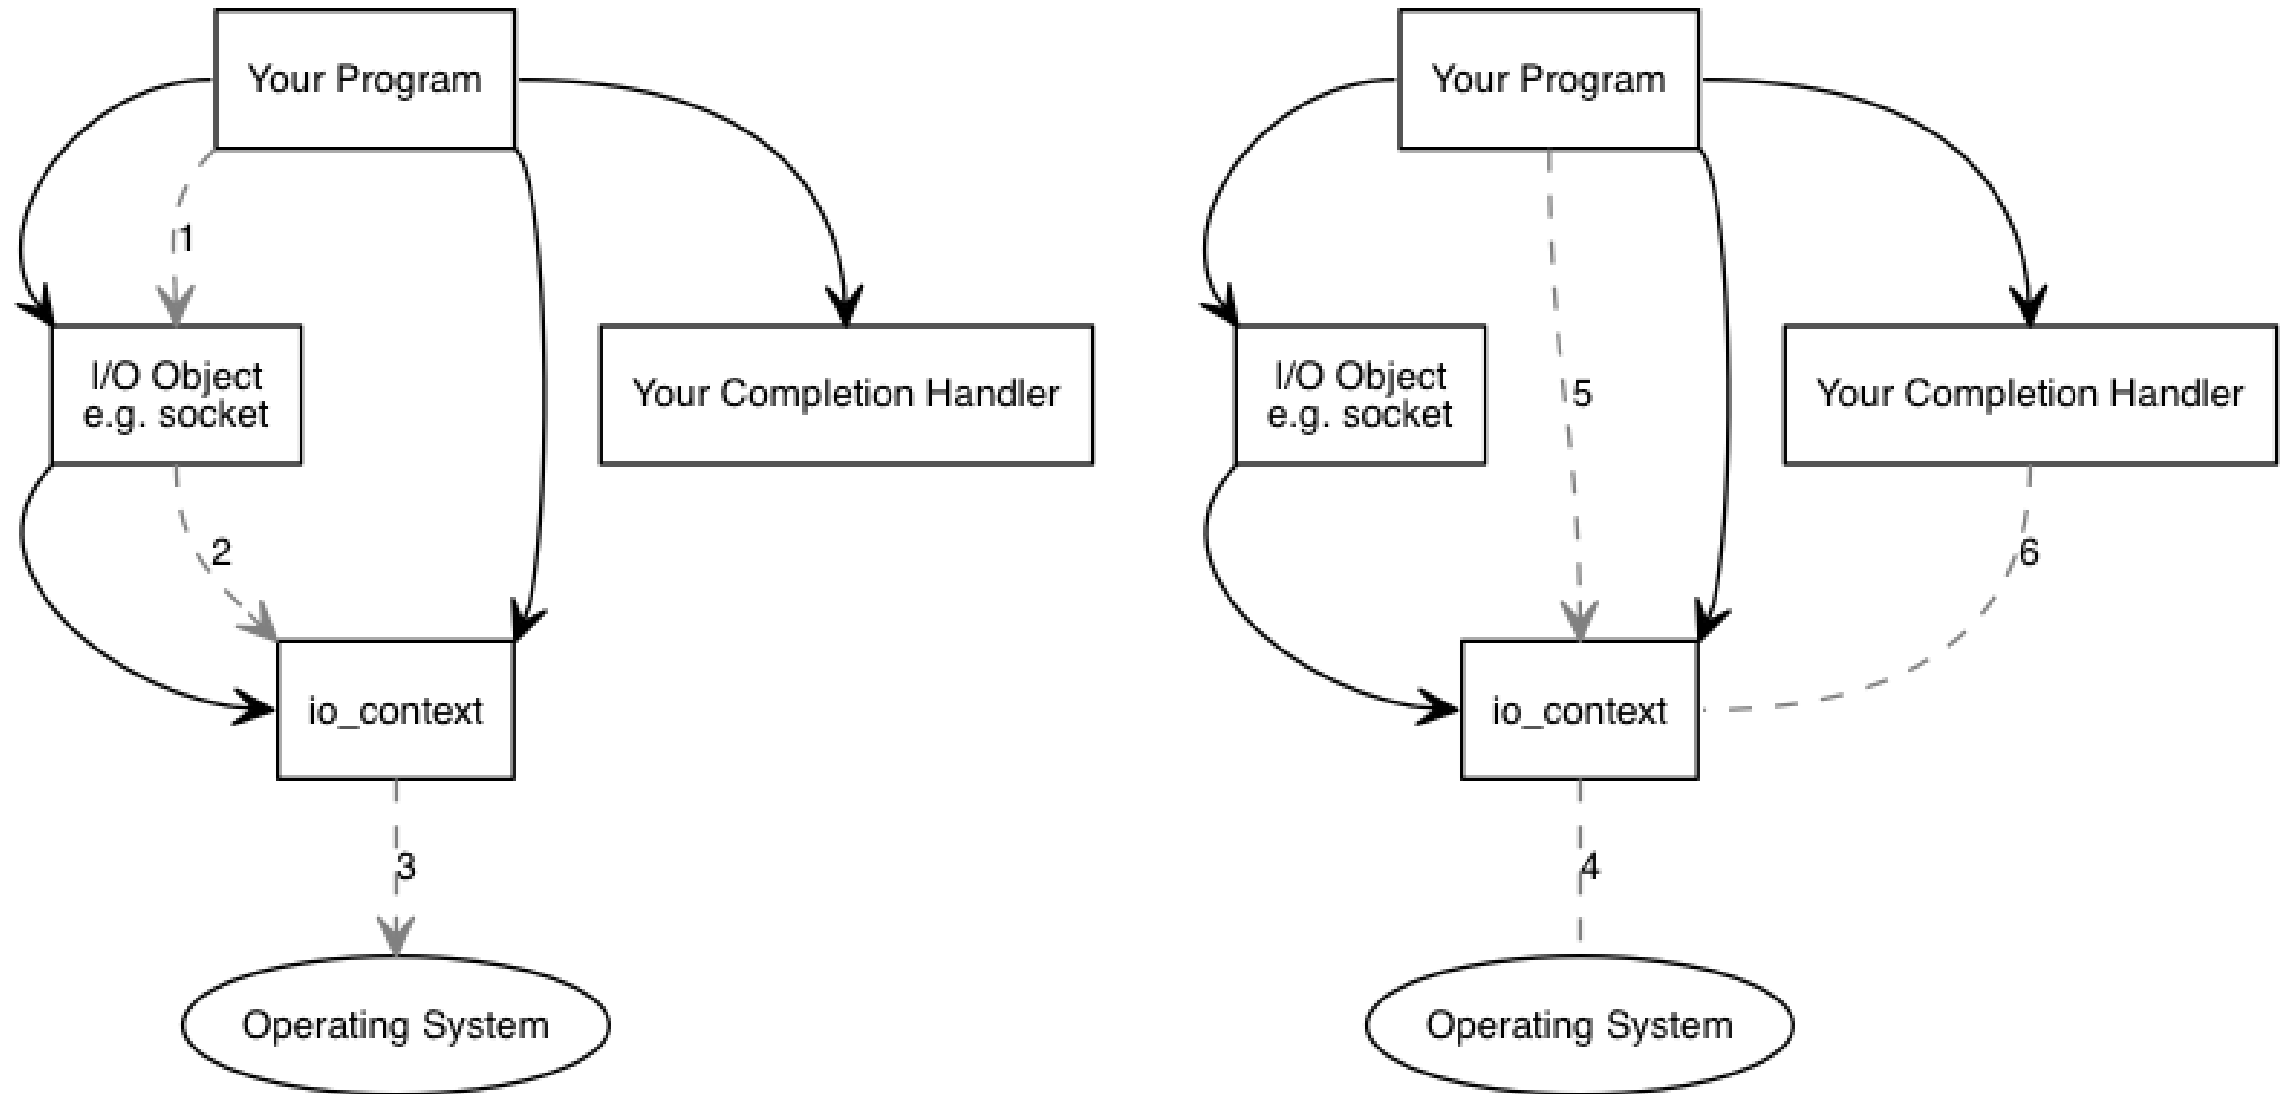 Your Program
1
I/O Object
e.g. socket
Your Completion Handler
2
io_context
3
Operating System
Your Program
5
I/O Object
e.g. socket
Your Completion Handler
6
io_context
4
Operating System